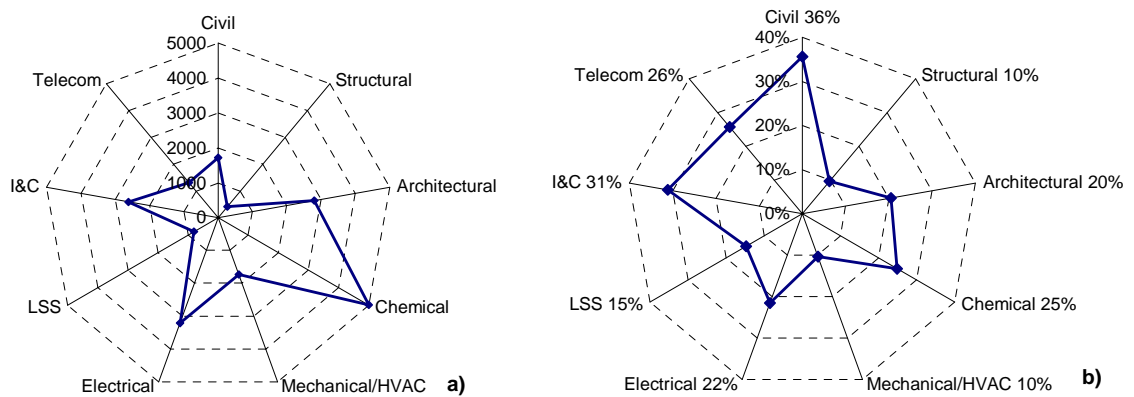 Civil
5000
4000
3000
2000
1000
0
Structural
Architectural
Chemical
Mechanical/HVAC
Electrical
LSS
I&C
Telecom
a)
Civil 36%
40%
30%
20%
10%
0%
Structural 10%
Architectural 20%
Chemical 25%
Mechanical/HVAC 10%
Electrical 22%
LSS 15%
I&C 31%
Telecom 26%
b)